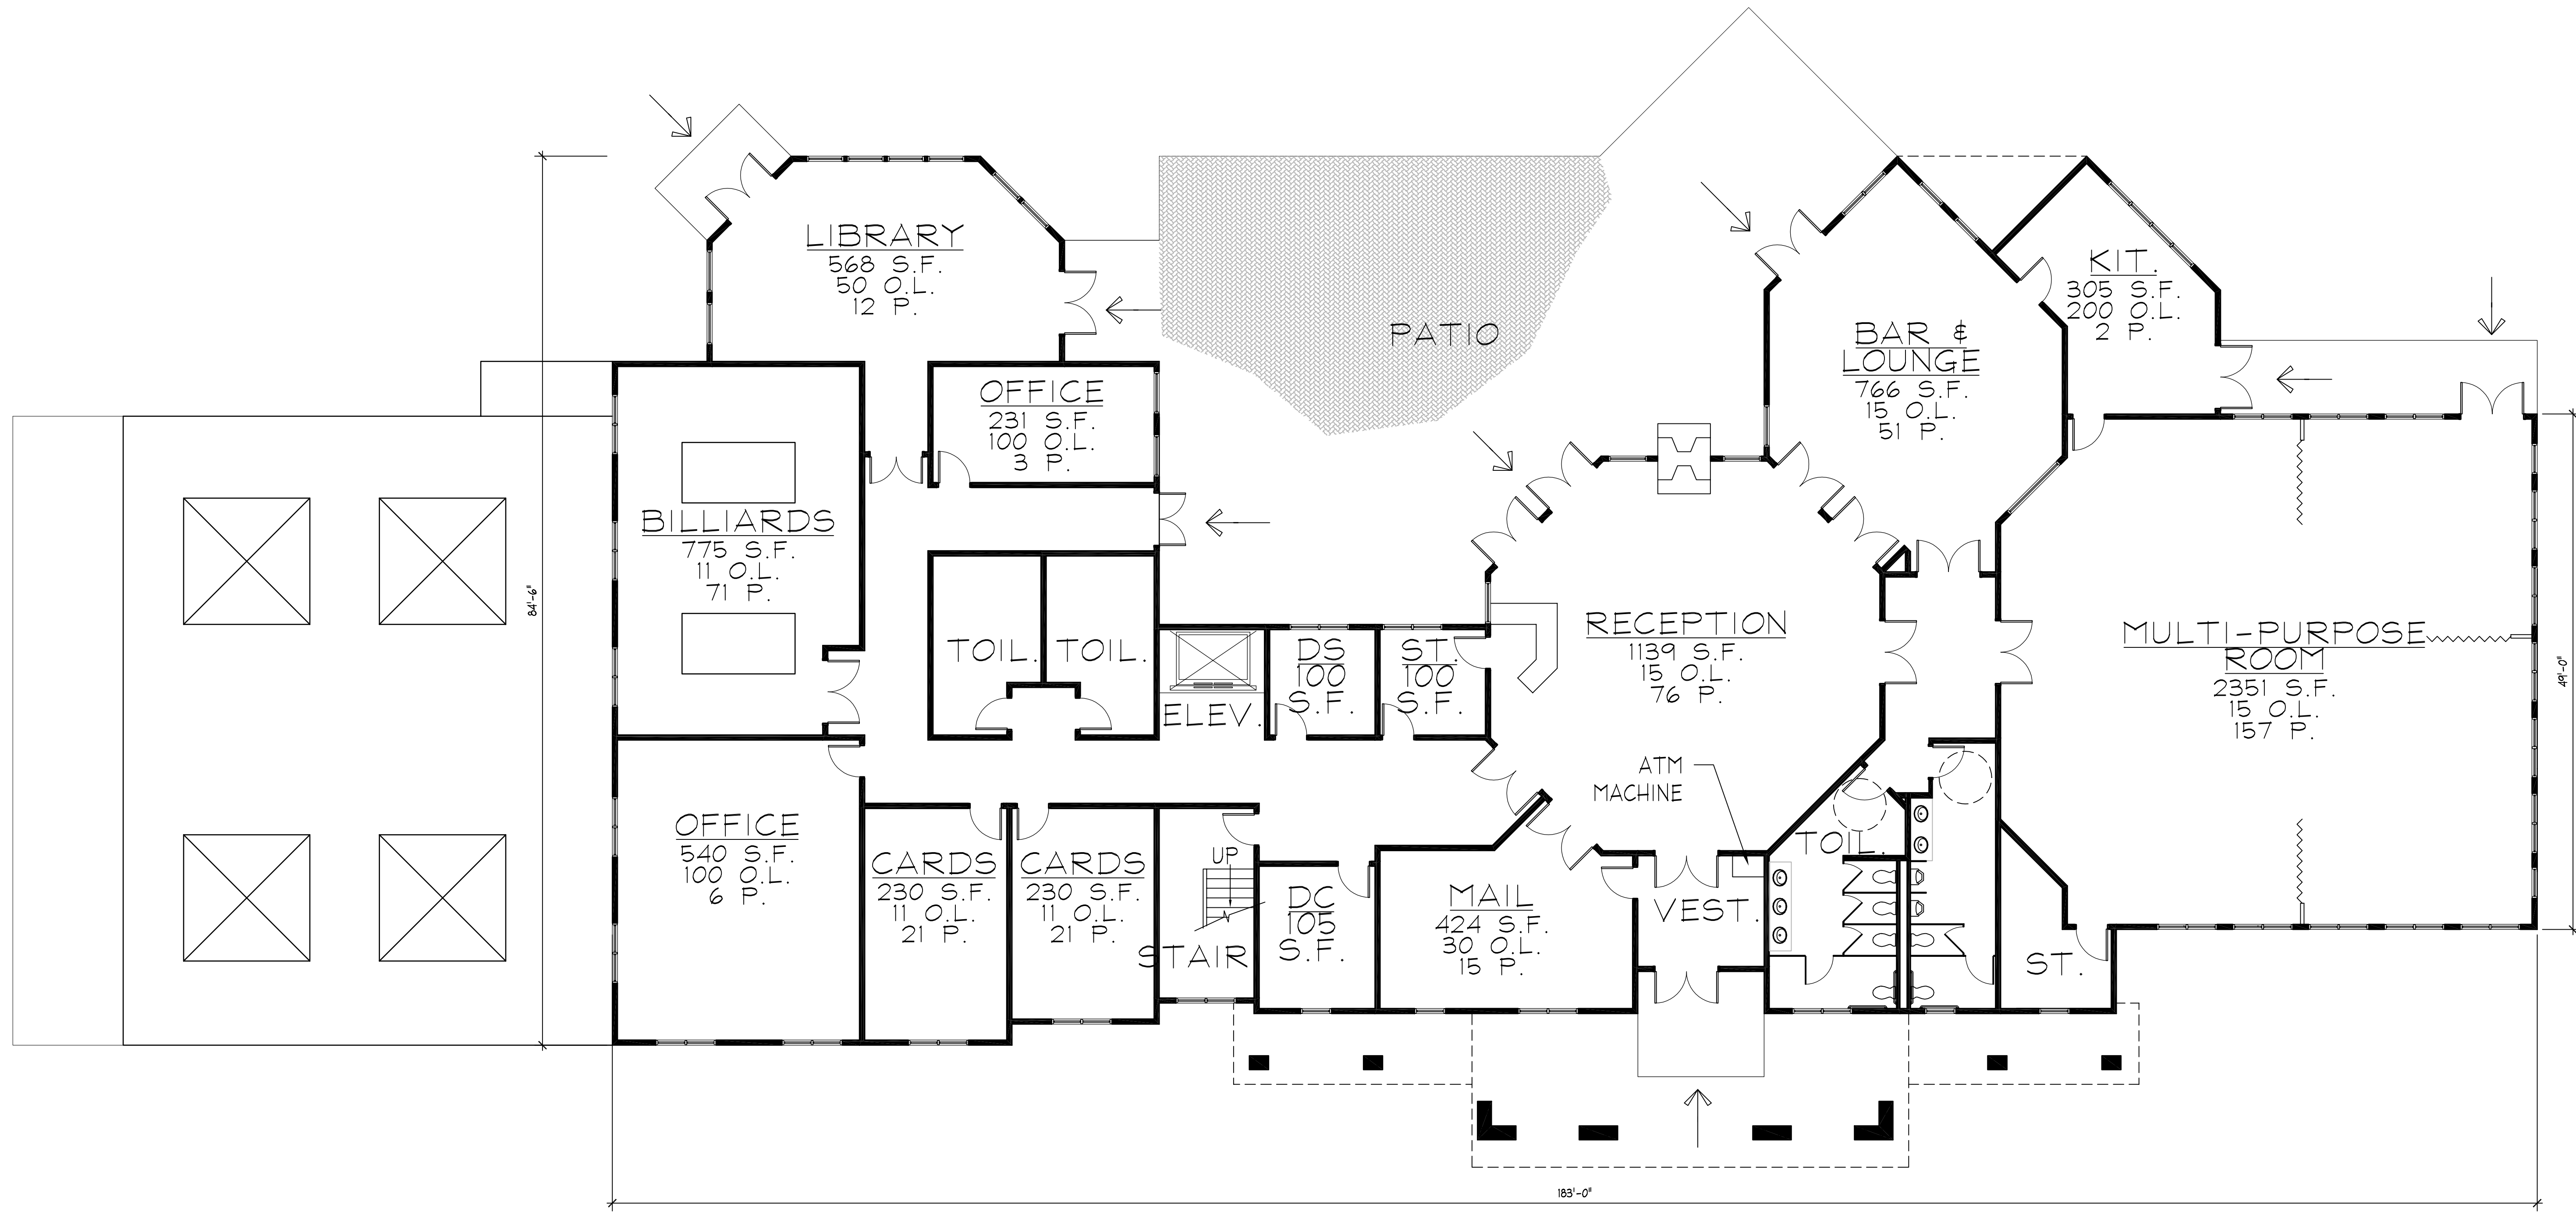 LIBRARY
568 S.F.
50 O.L.
12 P.
PATIO
KIT.
305 S.F.
200 O.L.
2 P.
BAR &
LOUNGE
766 S.F.
15 O.L.
51 P.
OFFICE
231 S.F.
100 O.L.
3 P.
BILLIARDS
775 S.F.
11 O.L.
71 P.
84'-6"
TOIL.
TOIL.
ELEV.
DS
100
S.F.
ST.
100
S.F.
RECEPTION
1139 S.F.
15 O.L.
76 P.
MULTI-PURPOSE
ROOM
2351 S.F.
15 O.L.
157 P.
49'-0"
ATM
MACHINE
OFFICE
540 S.F.
100 O.L.
6 P.
CARDS
230 S.F.
11 O.L.
21 P.
CARDS
230 S.F.
11 O.L.
21 P.
UP
STAIR
DC
105
S.F.
MAIL
424 S.F.
30 O.L.
15 P.
VEST.
TOIL.
ST.
183'-0"